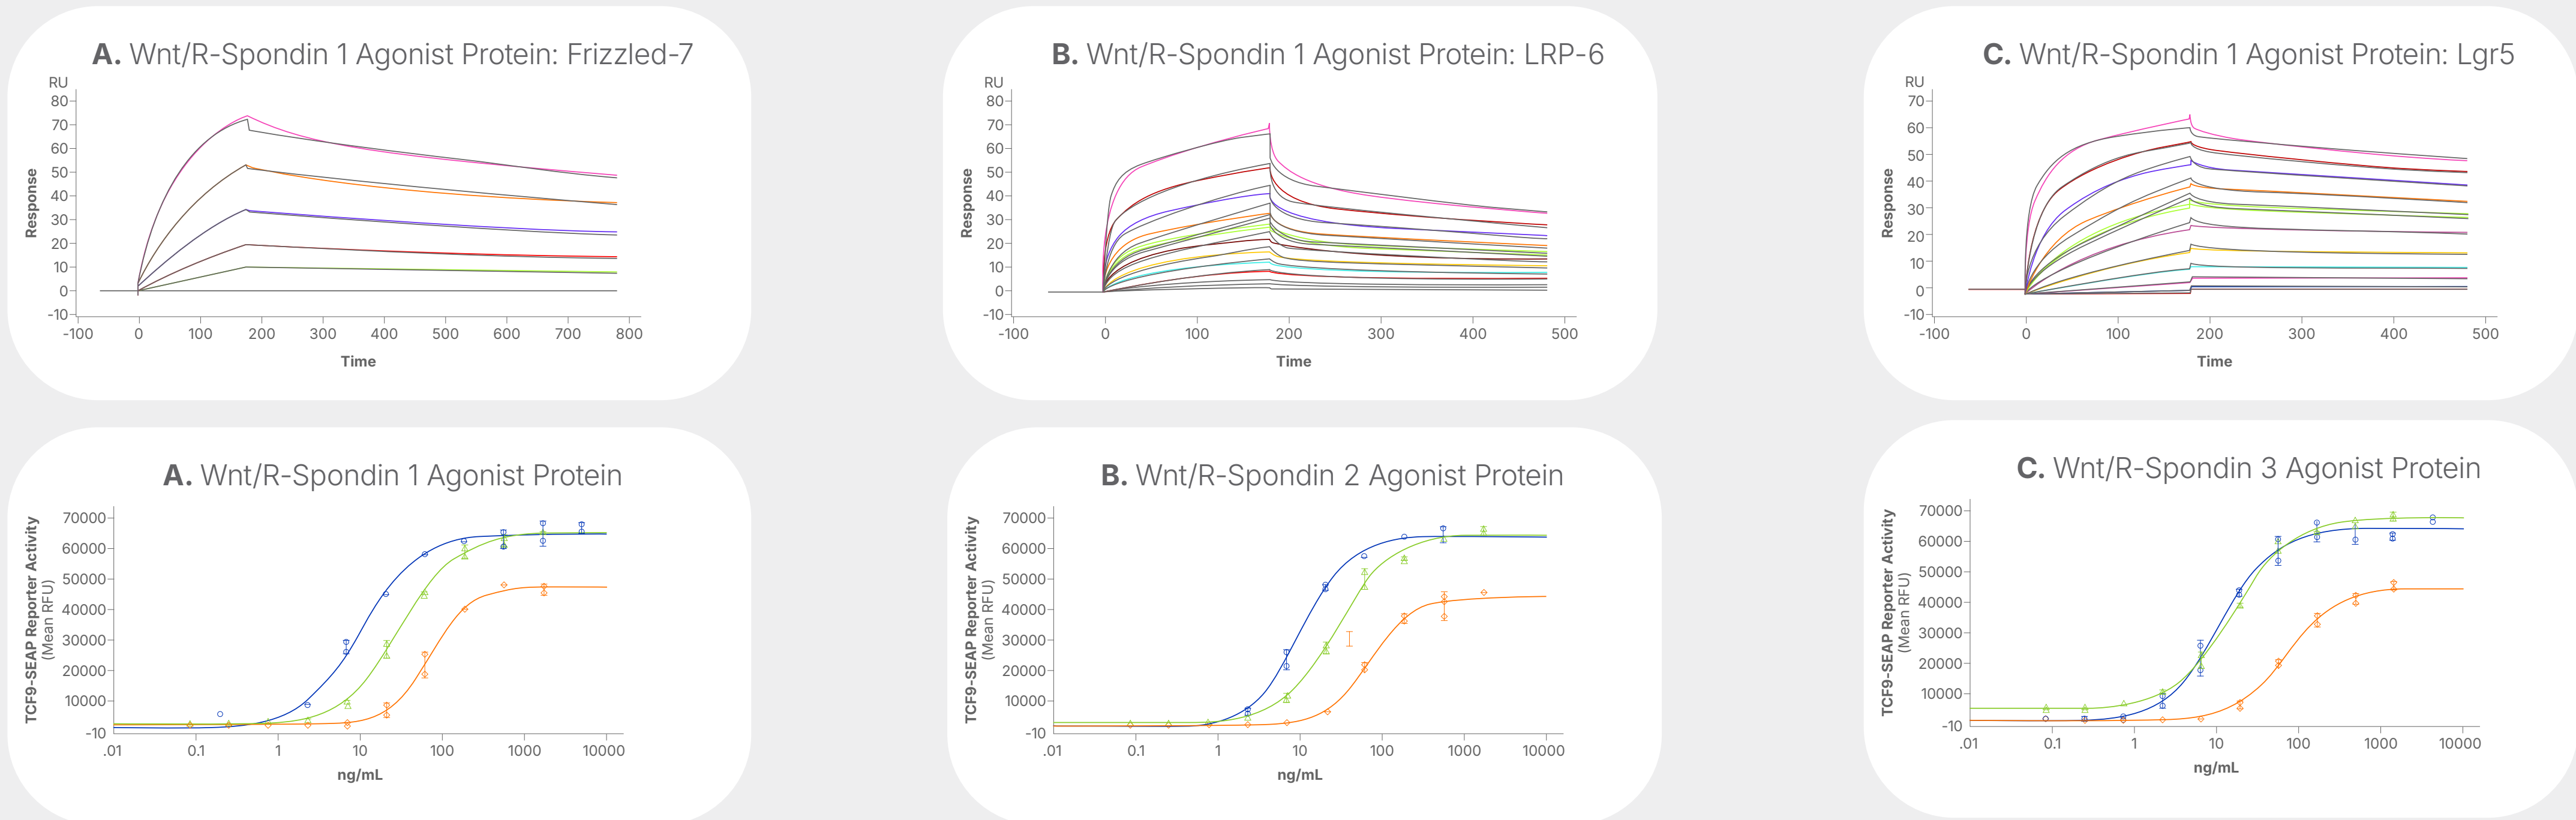 A. Wnt/R-Spondin 1 Agonist Protein: Frizzled-7
RU
80
70
60
50
40
30
20
10
0
-10
Response
-100 0 100 200 300 400 500 600 700 800
Time
B. Wnt/R-Spondin 1 Agonist Protein: LRP-6
RU
80
70
60
50
40
30
20
10
0
-10
Response
-100 0 100 200 300 400 500
Time
C. Wnt/R-Spondin 1 Agonist Protein: Lgr5
RU
70
60
50
40
30
20
10
0
-10
Response
-100 0 100 200 300 400 500
Time
A. Wnt/R-Spondin 1 Agonist Protein
TCF9-SEAP Reporter Activity
(Mean RFU)
70000
60000
50000
40000
30000
20000
10000
-10
.01 0.1 1 10 100 1000 10000
ng/mL
B. Wnt/R-Spondin 2 Agonist Protein
TCF9-SEAP Reporter Activity
(Mean RFU)
70000
60000
50000
40000
30000
20000
10000
-10
.01 0.1 1 10 100 1000 10000
ng/mL
C. Wnt/R-Spondin 3 Agonist Protein
TCF9-SEAP Reporter Activity
(Mean RFU)
70000
60000
50000
40000
30000
20000
10000
-10
.01 0.1 1 10 100 1000 10000
ng/mL